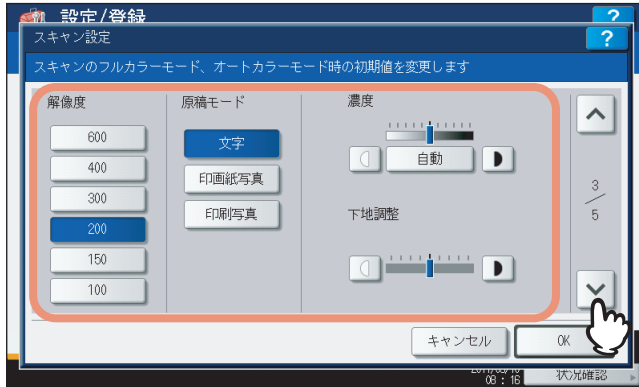 設定/登録
?
スキャン設定
?
スキャンのフルカラーモード、オートカラーモード時の初期値を変更します
解像度
原稿モード
濃度
600
文字
400
自動
印画紙写真
300
3
印刷写真
下地調整
5
200
150
100
キャンセル
OK
08 : 16
状況確認